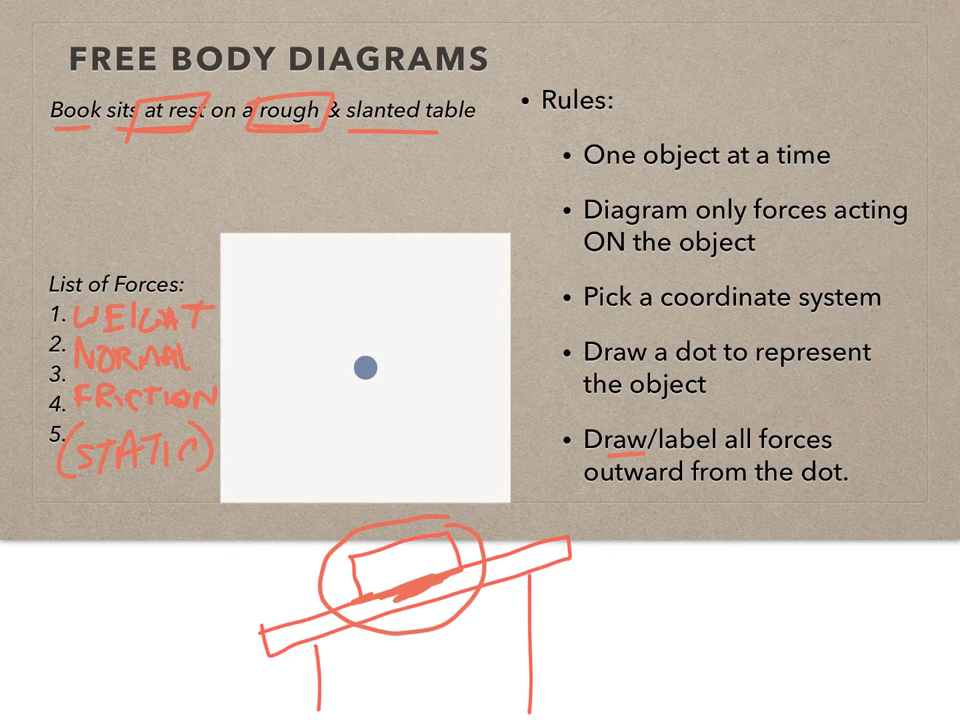 FREE BODY DIAGRAMS
Book sits at rest on a rough & slanted table
List of Forces:
1. WEIGHT
2. NORMAL
3. FRICTION
4. (STATIC)
5.
• Rules:
• One object at a time
• Diagram only forces acting
ON the object
• Pick a coordinate system
• Draw a dot to represent
the object
• Draw/label all forces
outward from the dot.